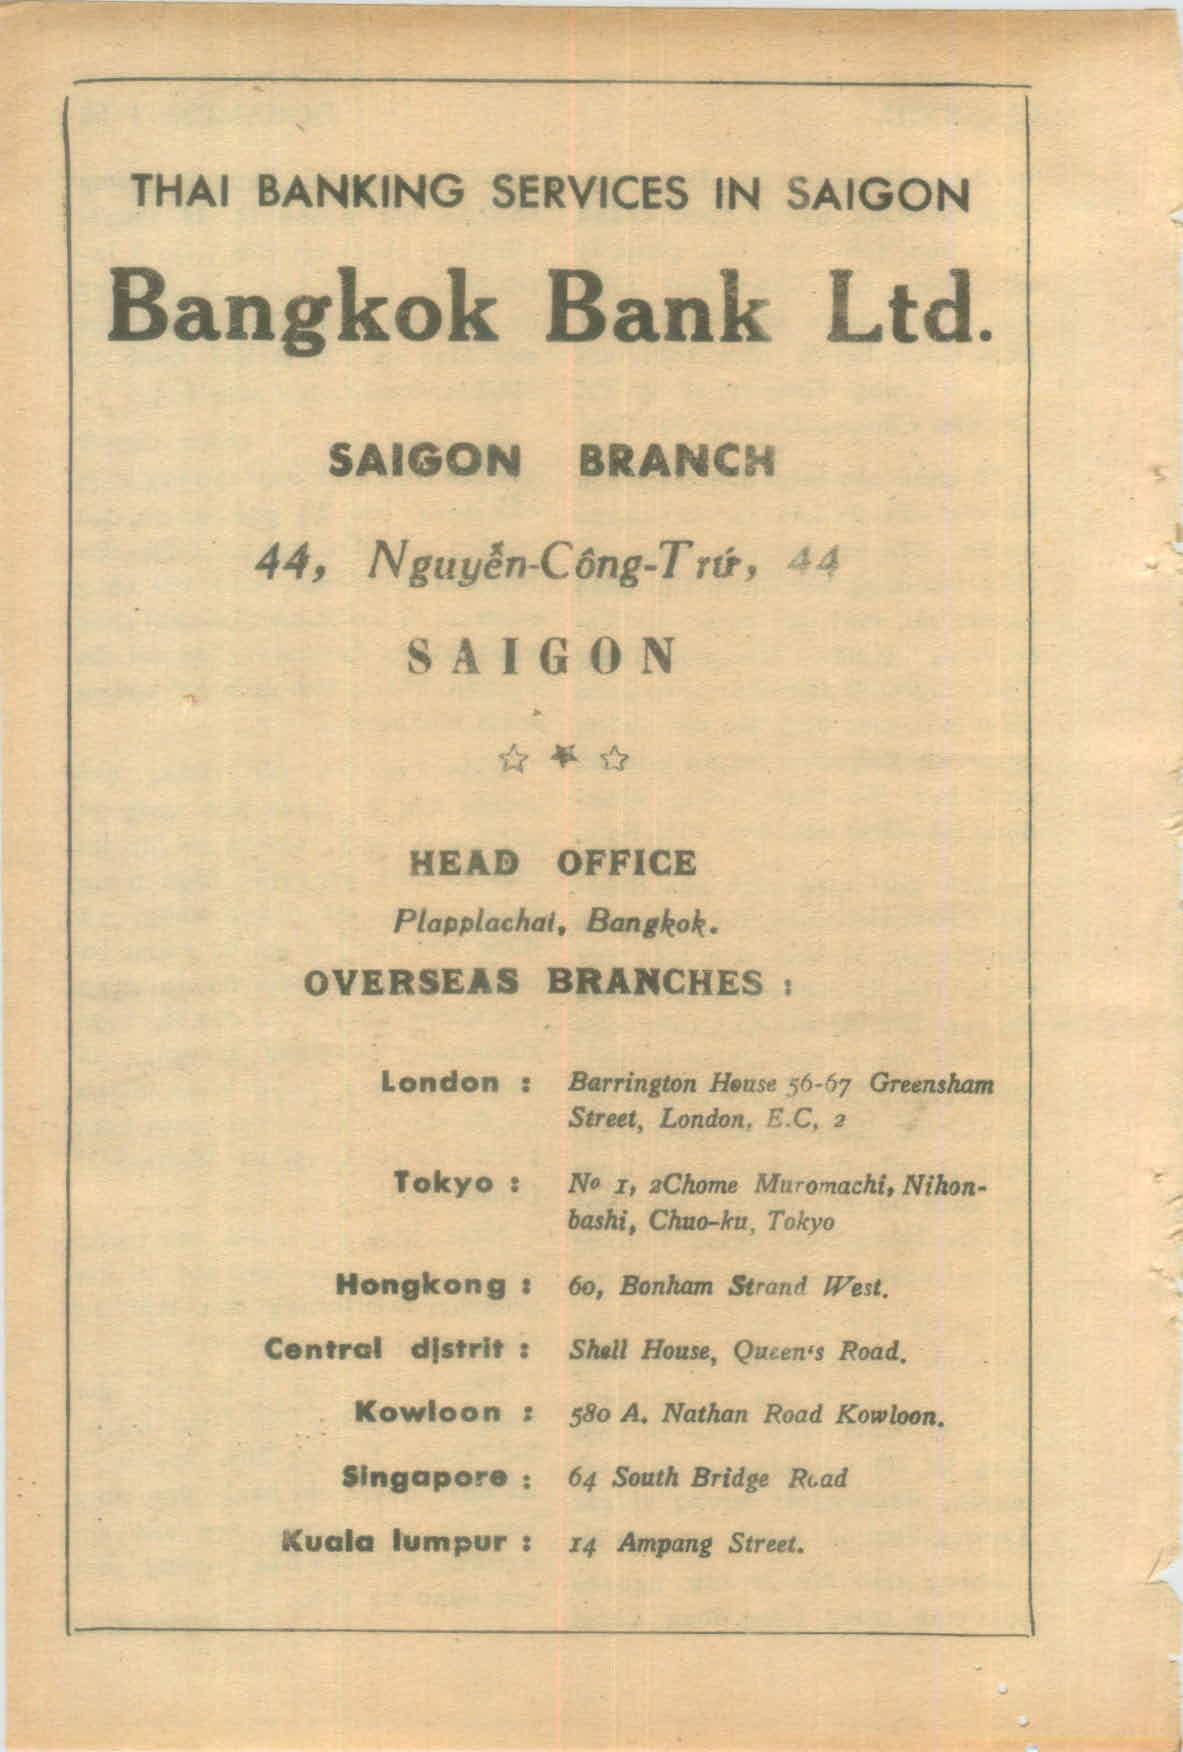 THAI BANKING SERVICES IN SAIGON
Bangkok Bank Ltd.
SAIGON BRANCH
44, Nguyễn-Công-Trứ, 44
SAIGON
HEAD OFFICE
Plapplachai, Bangkok.
OVERSEAS BRANCHES :
London : Barrington House 56-67 Greensham
Street, London, E.C, 2
Tokyo : Nº 1, 2Chome Muromachi, Nihon-
bashi, Chuo-ku, Tokyo
Hongkong : 60, Bonham Strand West.
Central distrit : Shell House, Queen's Road.
Kowloon : 580 A. Nathan Road Kowloon.
Singapore : 64 South Bridge Road
Kuala lumpur : 14 Ampang Street.